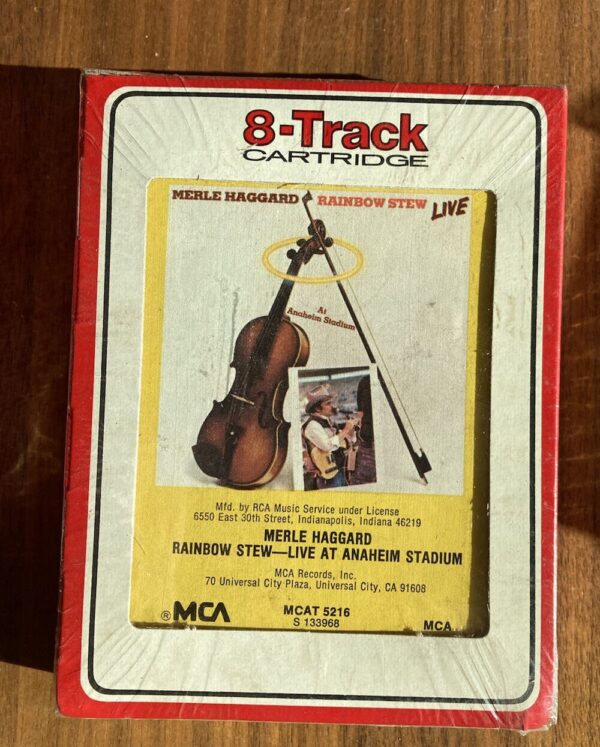 8-Track
CARTRIDGE
MERLE HAGGARD RAINBOW STEW LIVE
At
Anaheim Stadium
Mfd. by RCA Music Service under License
6550 East 30th Street, Indianapolis, Indiana 46219
MERLE HAGGARD
RAINBOW STEW—LIVE AT ANAHEIM STADIUM
MCA Records, Inc.
70 Universal City Plaza, Universal City, CA 91608
® MCA MCAT 5216
S 133968 MCA